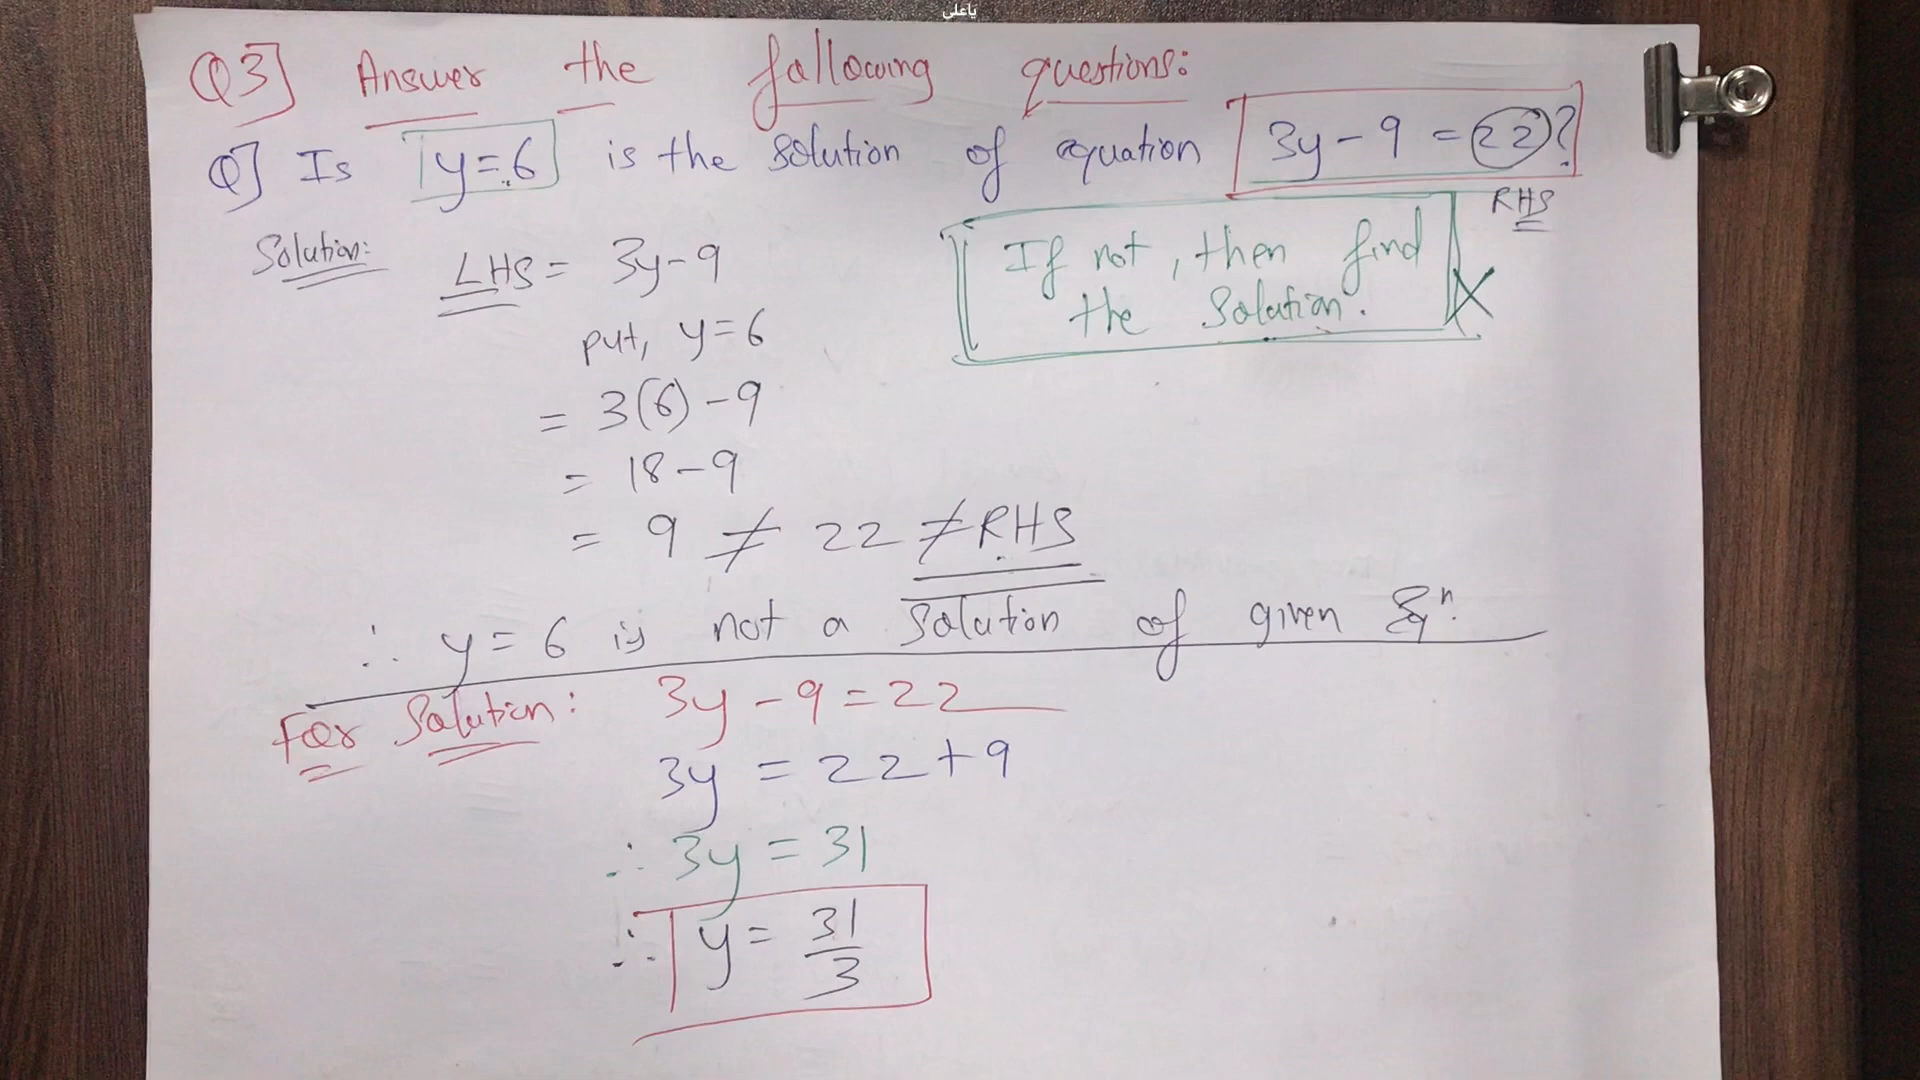 ياعلي
Q3] Answer the following questions:
Q] Is y=6 is the solution of equation 3y-9=22?
RHS
If not, then find
the solution.
Solution:
LHS = 3y-9
put, y=6
= 3(6)-9
= 18-9
= 9 ≠ 22 ≠ RHS
∴ y=6 is not a solution of given Eqⁿ.
For Solution: 3y-9=22
3y = 22+9
∴ 3y = 31
∴ y = 31/3